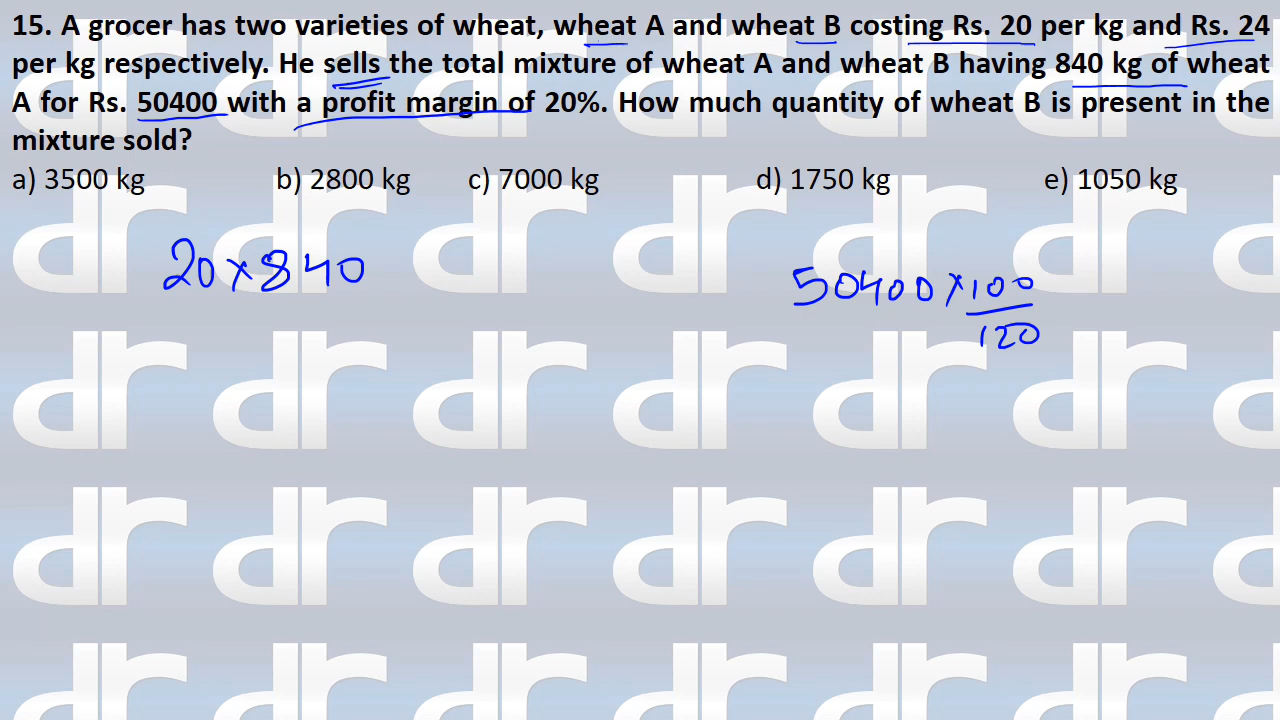 15. A grocer has two varieties of wheat, wheat A and wheat B costing Rs. 20 per kg and Rs. 24
per kg respectively. He sells the total mixture of wheat A and wheat B having 840 kg of wheat
A for Rs. 50400 with a profit margin of 20%. How much quantity of wheat B is present in the
mixture sold?
a) 3500 kg b) 2800 kg c) 7000 kg d) 1750 kg e) 1050 kg
20×840
50400×100
120